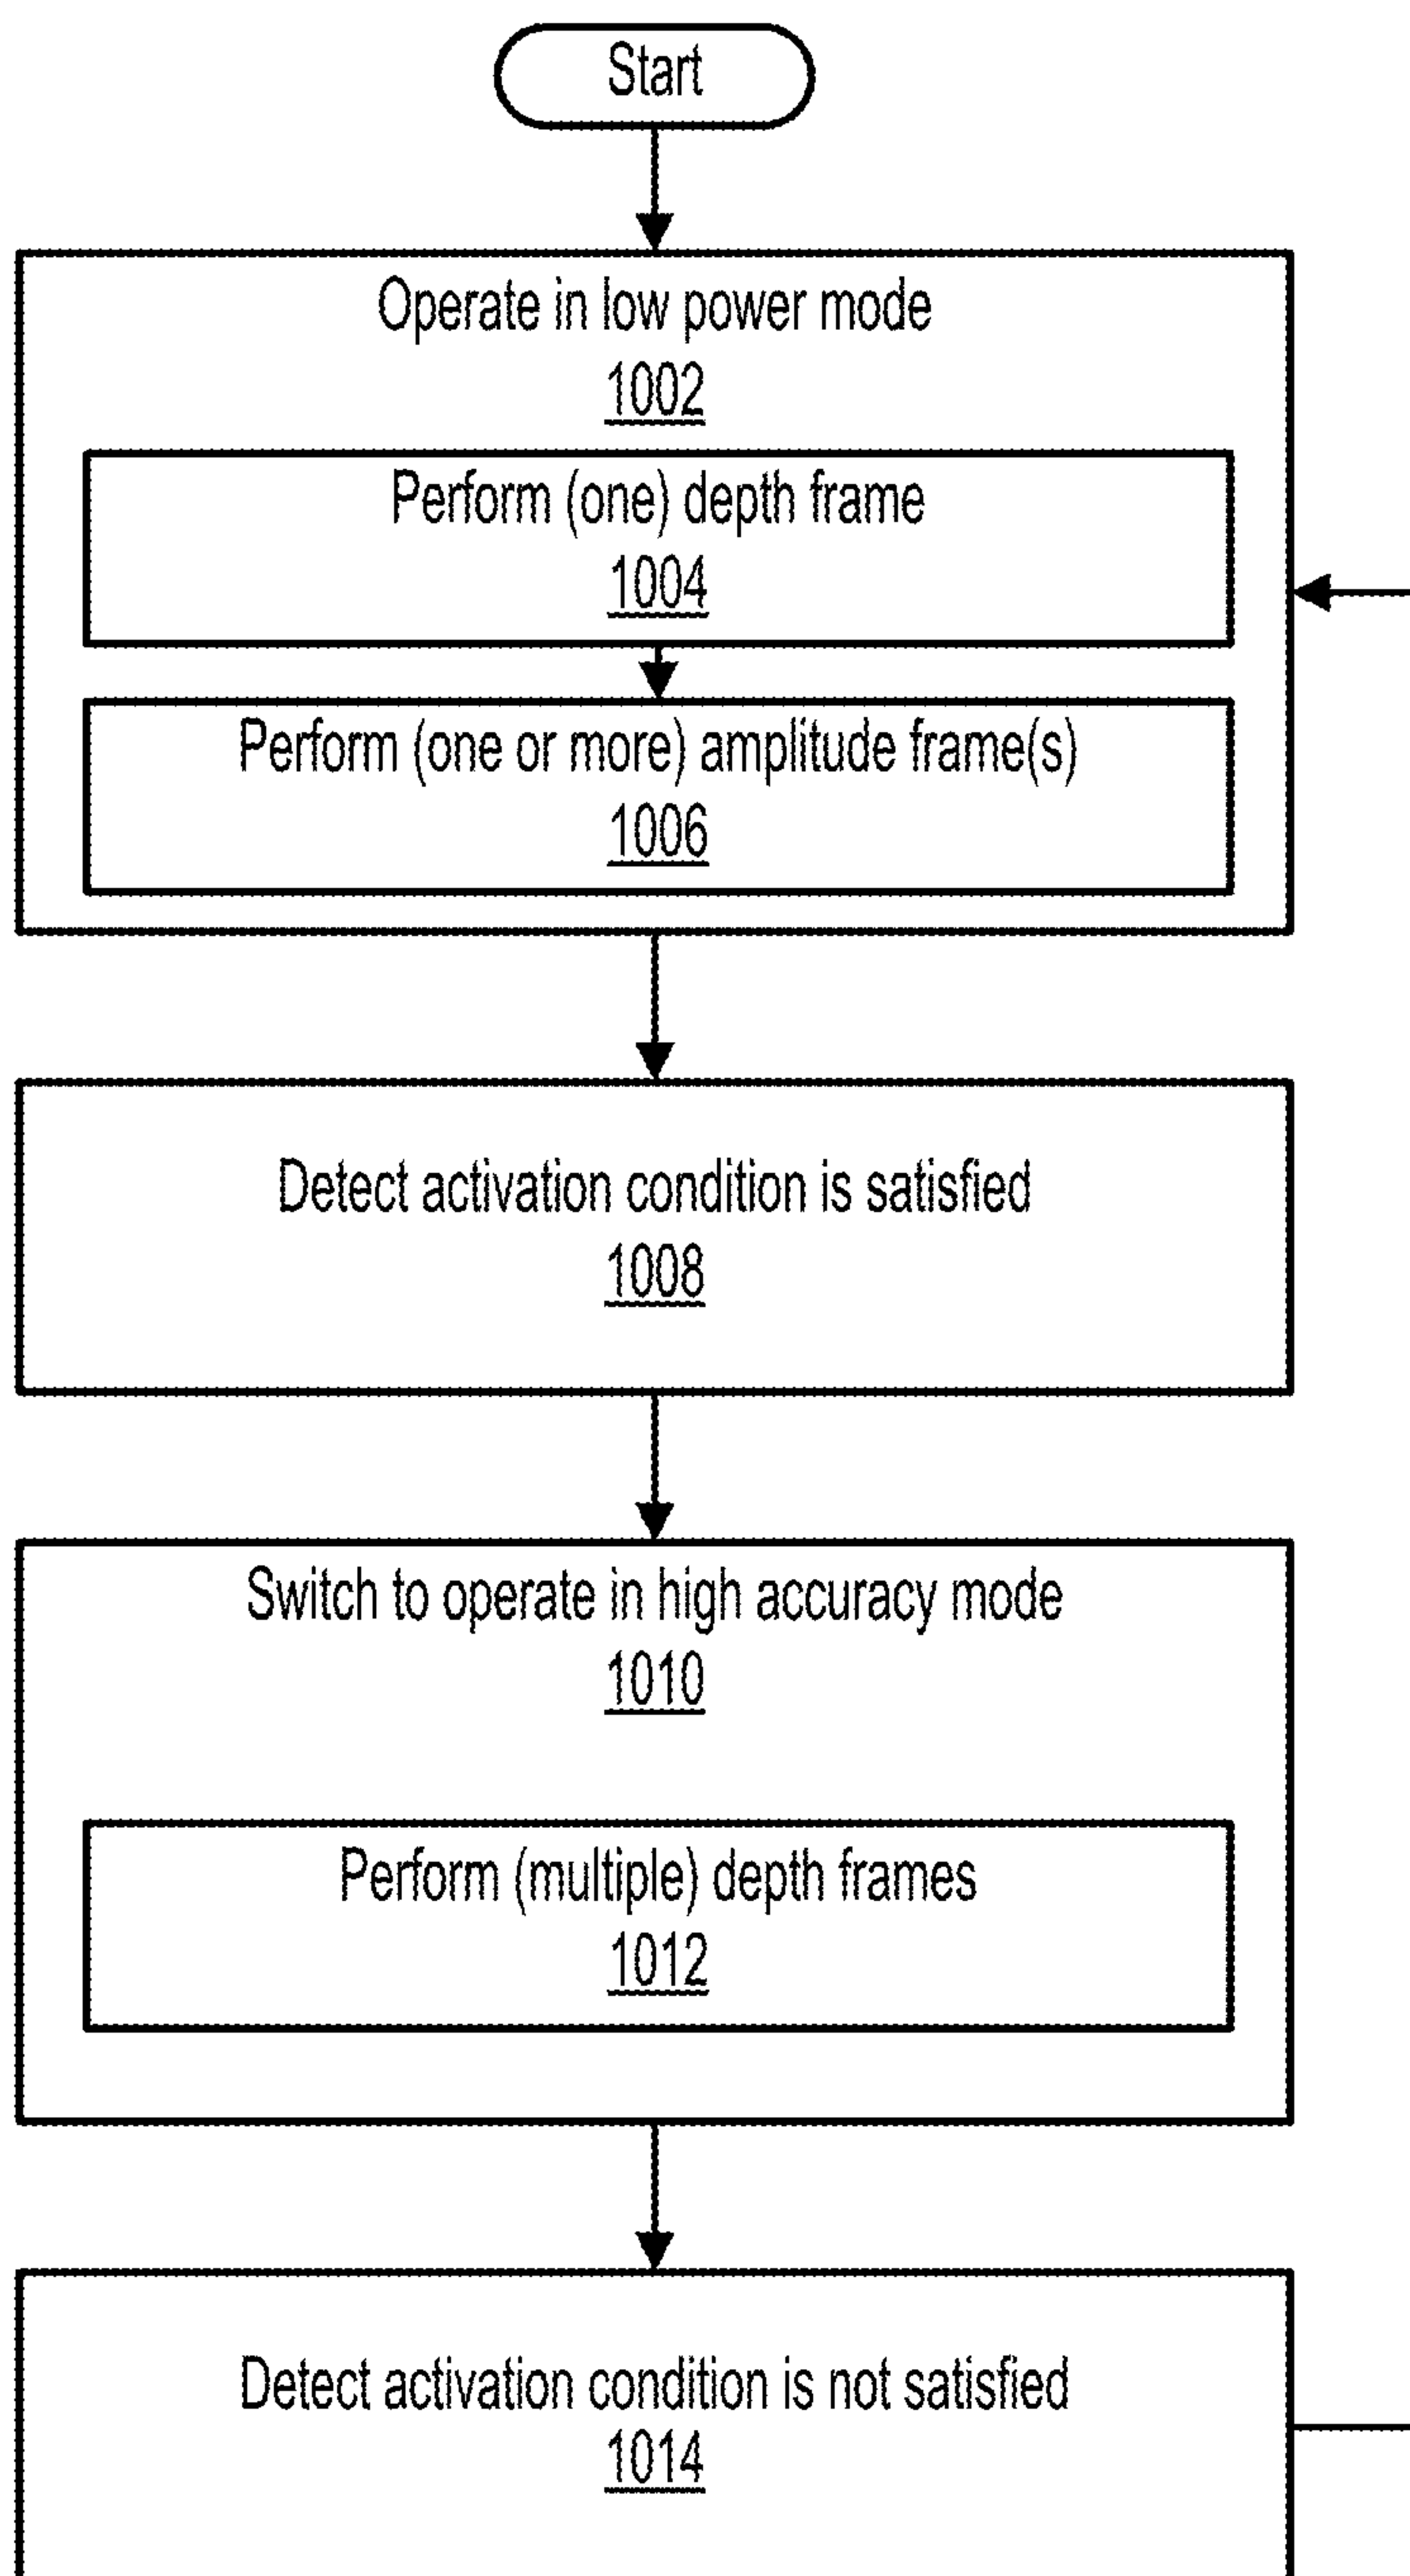 Start
Operate in low power mode
1002
Perform (one) depth frame
1004
Perform (one or more) amplitude frame(s)
1006
Detect activation condition is satisfied
1008
Switch to operate in high accuracy mode
1010
Perform (multiple) depth frames
1012
Detect activation condition is not satisfied
1014